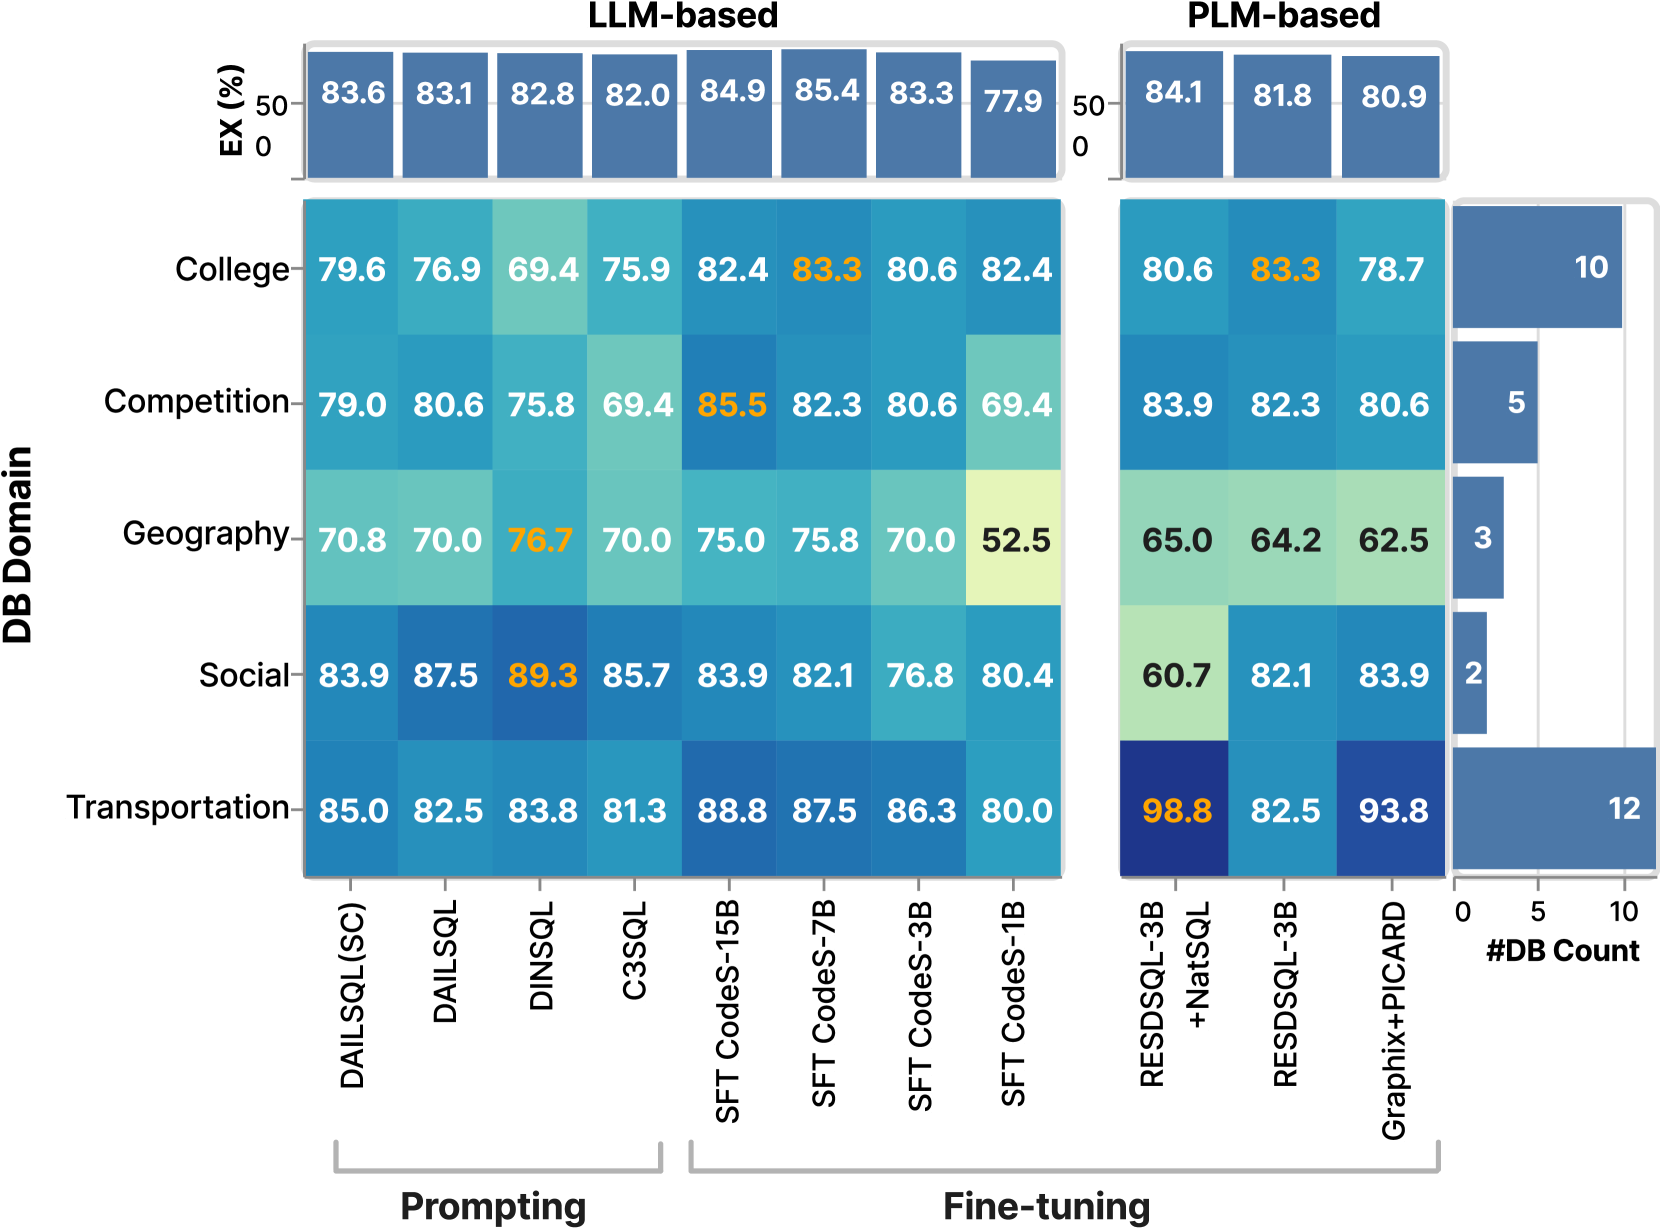 LLM-based PLM-based
EX (%)
50
0
83.6 83.1 82.8 82.0 84.9 85.4 83.3 77.9
50
0
84.1 81.8 80.9
DB Domain
College 79.6 76.9 69.4 75.9 82.4 83.3 80.6 82.4 80.6 83.3 78.7 10
Competition 79.0 80.6 75.8 69.4 85.5 82.3 80.6 69.4 83.9 82.3 80.6 5
Geography 70.8 70.0 76.7 70.0 75.0 75.8 70.0 52.5 65.0 64.2 62.5 3
Social 83.9 87.5 89.3 85.7 83.9 82.1 76.8 80.4 60.7 82.1 83.9 2
Transportation 85.0 82.5 83.8 81.3 88.8 87.5 86.3 80.0 98.8 82.5 93.8 12
DAILSQL(SC)
DAILSQL
DINSQL
C3SQL
SFT CodeS-15B
SFT CodeS-7B
SFT CodeS-3B
SFT CodeS-1B
RESDSQL-3B
+NatSQL
RESDSQL-3B
Graphix+PICARD
0 5 10
#DB Count
Prompting Fine-tuning